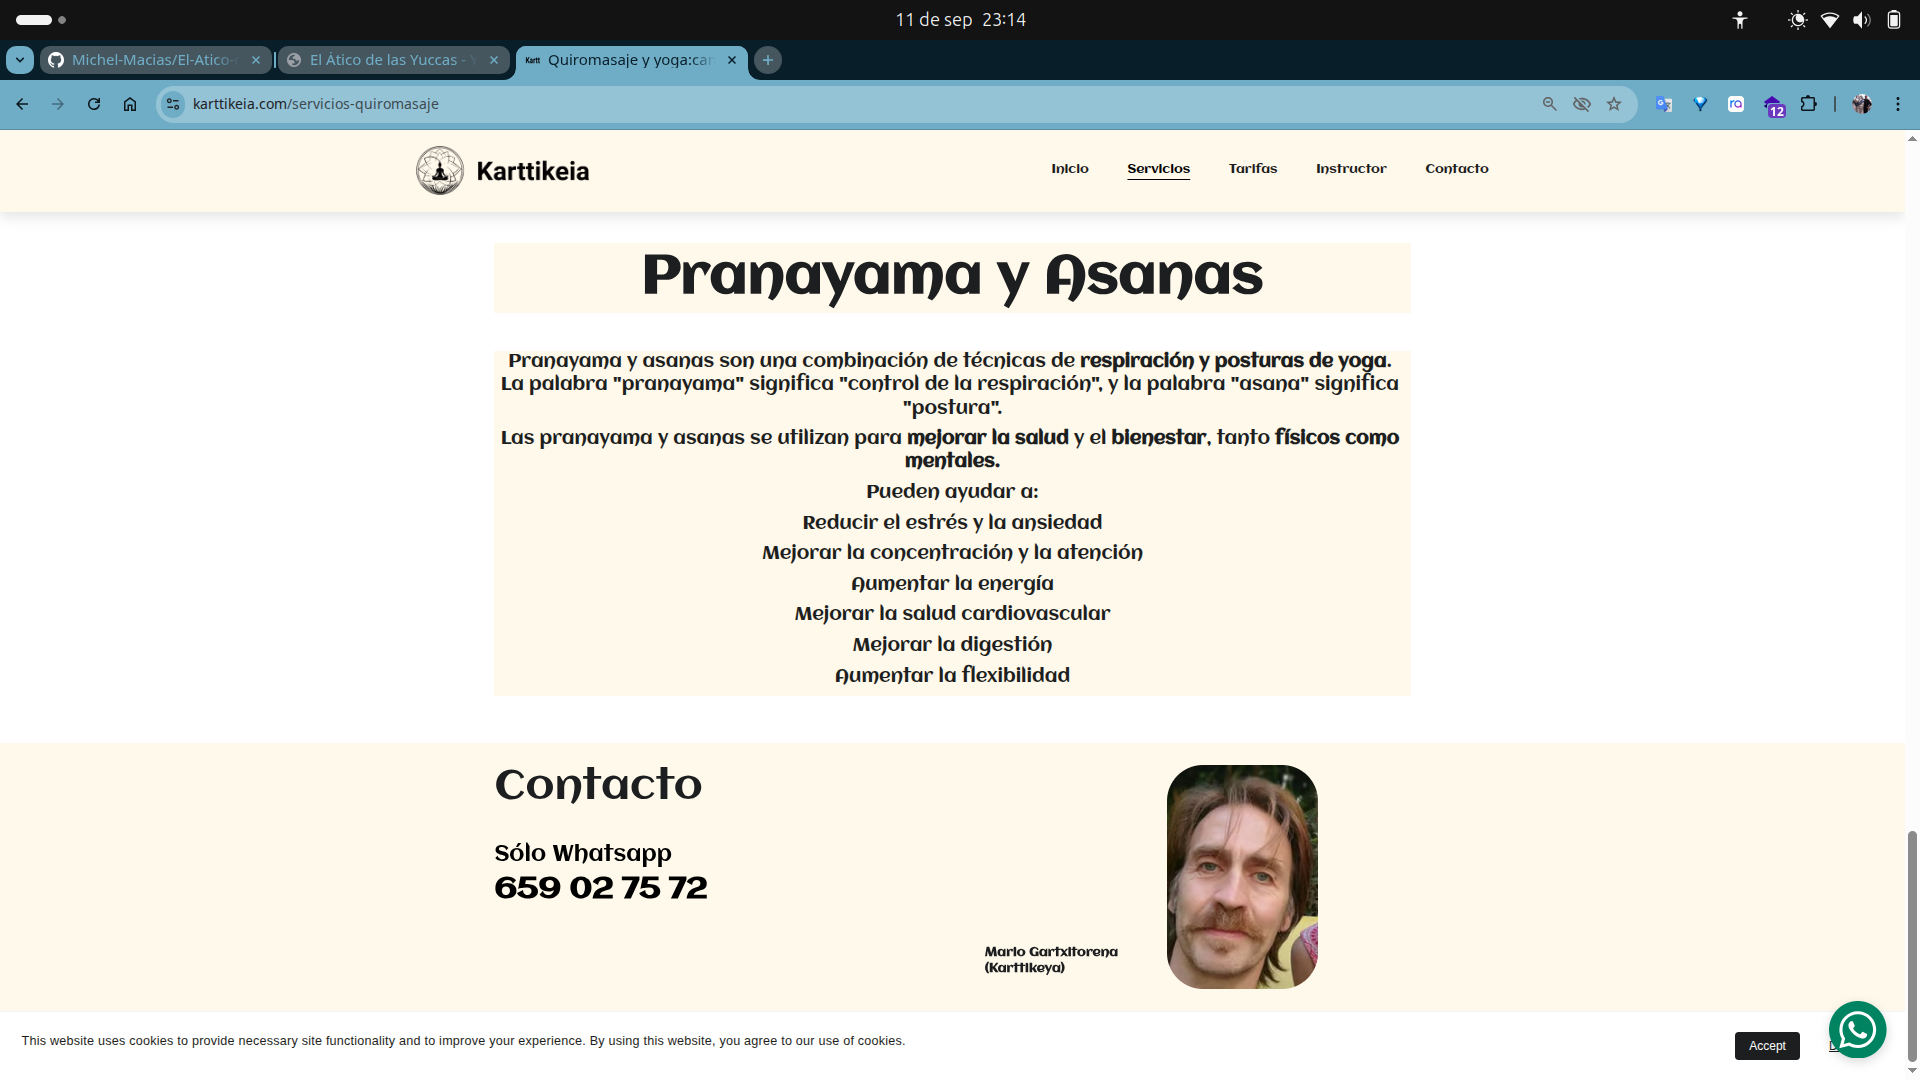 11 de sep 23:14
Michel-Macias/El-Atico-
El Ático de las Yuccas -
Quiromasaje y yoga:car
karttikeia.com/servicios-quiromasaje
12
Karttikeia
Inicio
Servicios
Tarifas
Instructor
Contacto
Pranayama y Asanas
Pranayama y asanas son una combinación de técnicas de respiración y posturas de yoga.
La palabra "pranayama" significa "control de la respiración", y la palabra "asana" significa
"postura".
Las pranayama y asanas se utilizan para mejorar la salud y el bienestar, tanto físicos como
mentales.
Pueden ayudar a:
Reducir el estrés y la ansiedad
Mejorar la concentración y la atención
Aumentar la energía
Mejorar la salud cardiovascular
Mejorar la digestión
Aumentar la flexibilidad
Contacto
Sólo Whatsapp
659 02 75 72
Mario Gartxitorena
(Karttikeya)
This website uses cookies to provide necessary site functionality and to improve your experience. By using this website, you agree to our use of cookies.
Accept